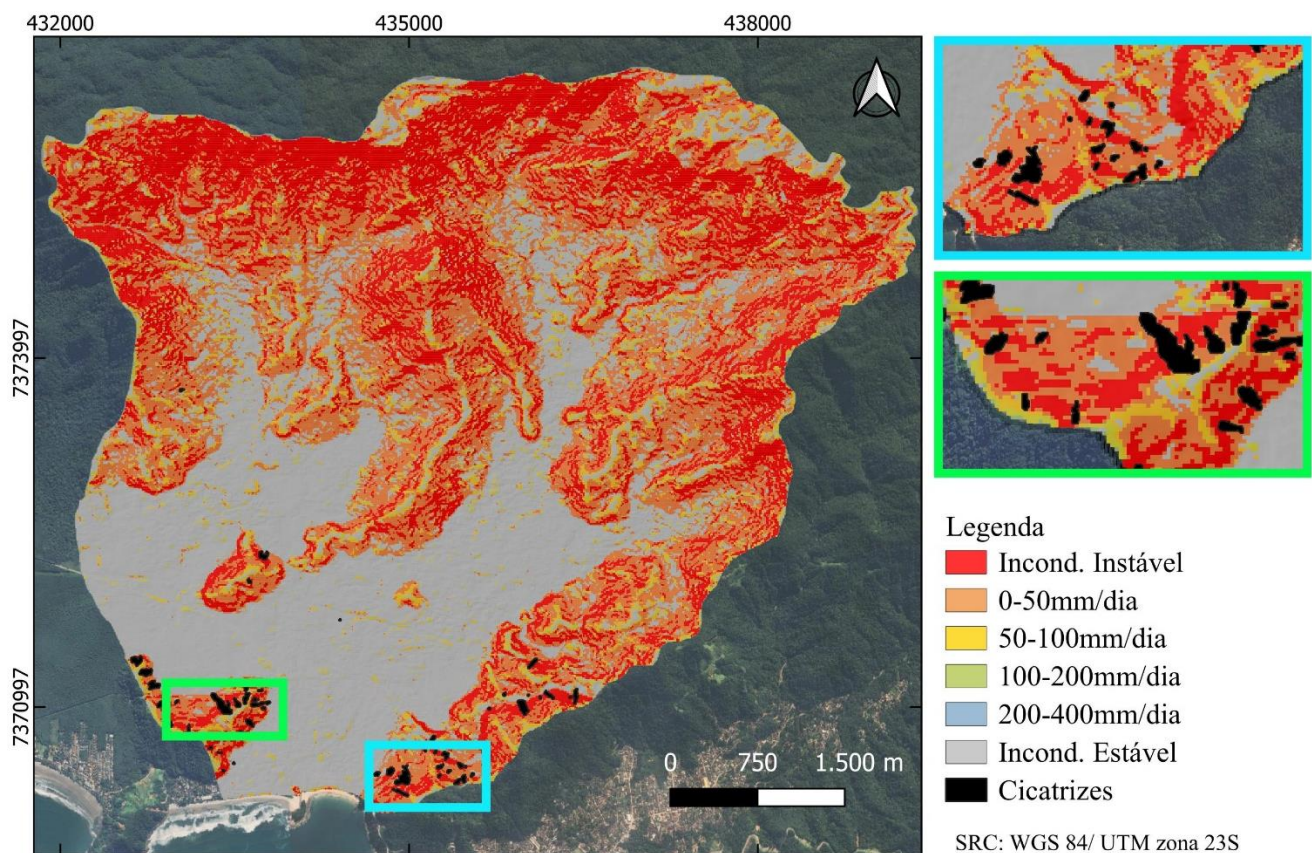 432000
435000
438000
7373997
7370997
0
750
1.500 m
Legenda
Incond. Instável
0-50mm/dia
50-100mm/dia
100-200mm/dia
200-400mm/dia
Incond. Estável
Cicatrizes
SRC: WGS 84/ UTM zona 23S